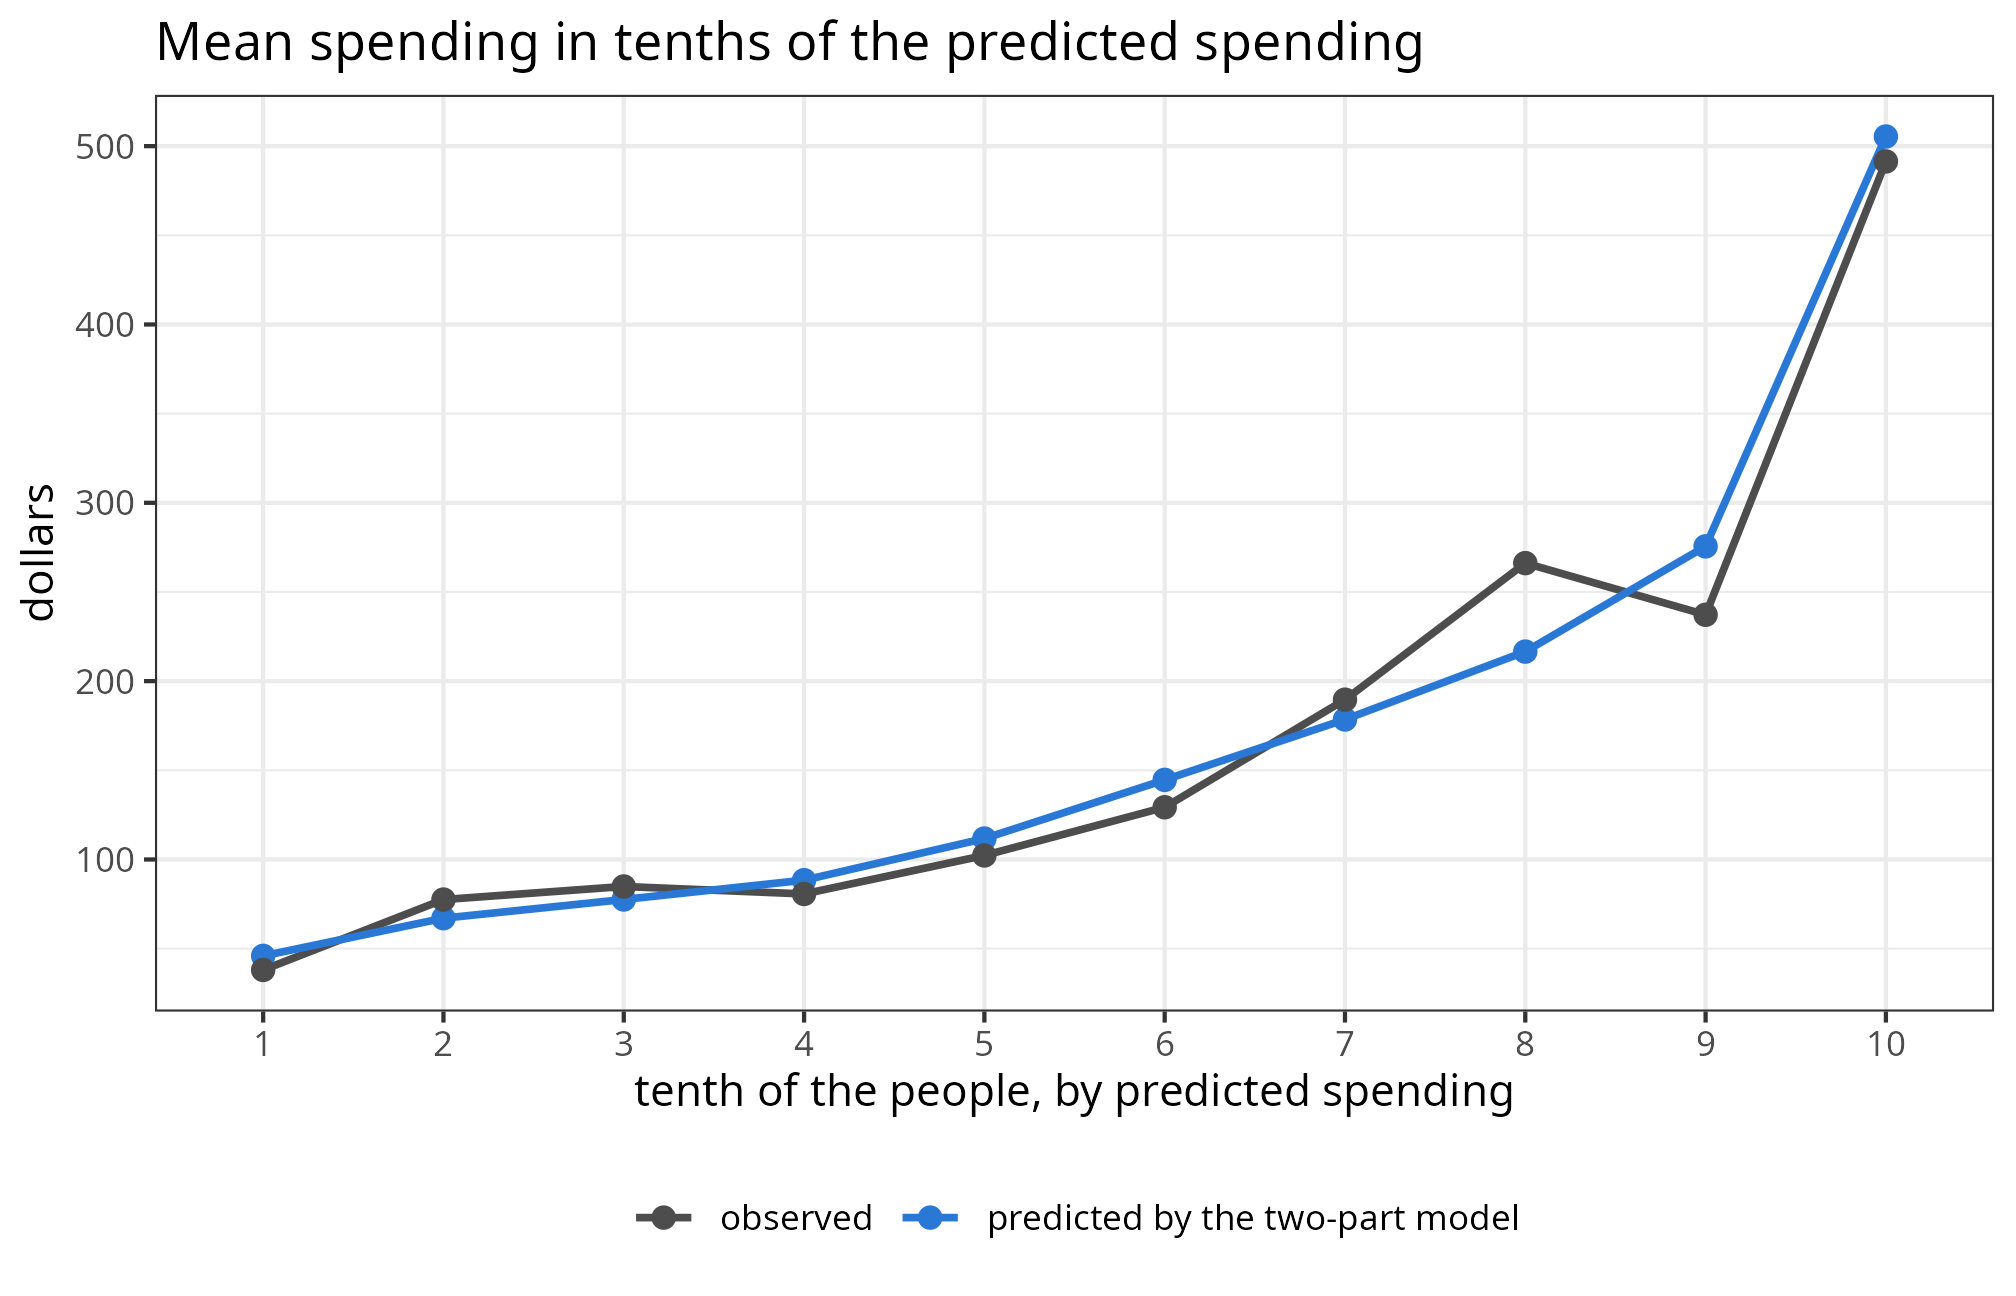 Mean spending in tenths of the predicted spending
500
400
300
200
100
dollars
1 2 3 4 5 6 7 8 9 10
tenth of the people, by predicted spending
observed predicted by the two-part model